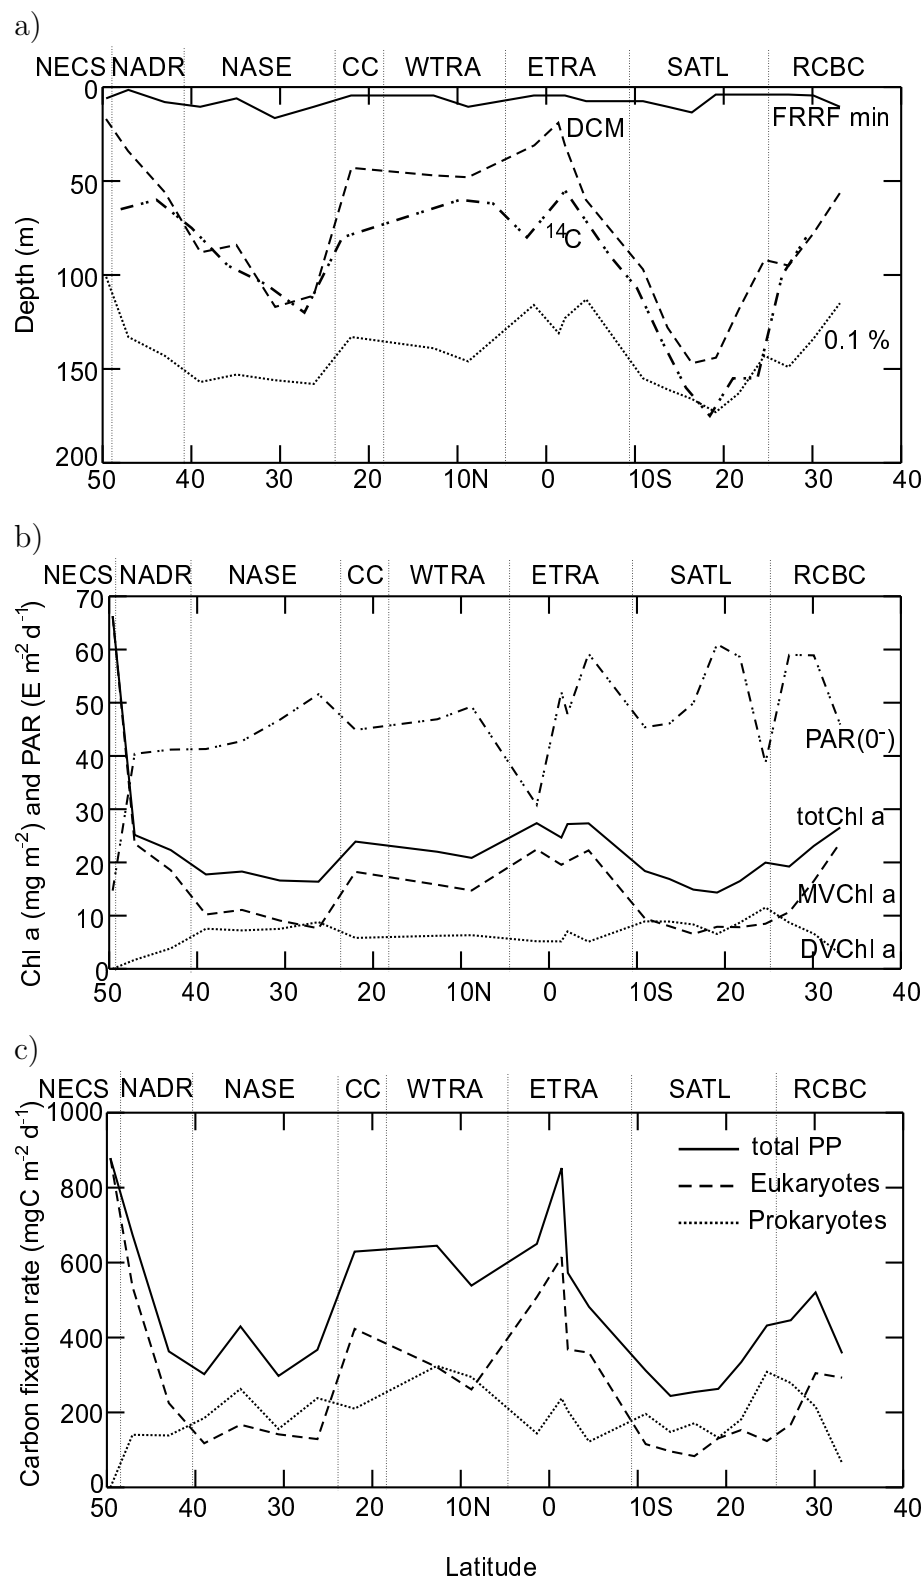 a)
NECS NADR NASE CC WTRA ETRA SATL RCBC
0
FRRF min
DCM
50
14C
100
0.1 %
150
200
Depth (m)
50 40 30 20 10N 0 10S 20 30 40
b)
NECS NADR NASE CC WTRA ETRA SATL RCBC
70
60
50
PAR(0-)
40
30
totChl a
20
MVChl a
10
DVChl a
0
Chl a (mg m-2) and PAR (E m-2 d-1)
50 40 30 20 10N 0 10S 20 30 40
c)
NECS NADR NASE CC WTRA ETRA SATL RCBC
1000
total PP
800
Eukaryotes
Prokaryotes
600
400
200
0
Carbon fixation rate (mgC m-2 d-1)
50 40 30 20 10N 0 10S 20 30 40
Latitude